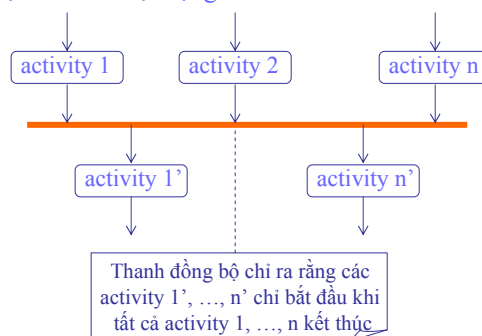 activity 1 activity 2 activity n
activity 1’ activity n’
Thanh đồng bộ chỉ ra rằng các
activity 1’, …, n’ chỉ bắt đầu khi
tất cả activity 1, …, n kết thúc